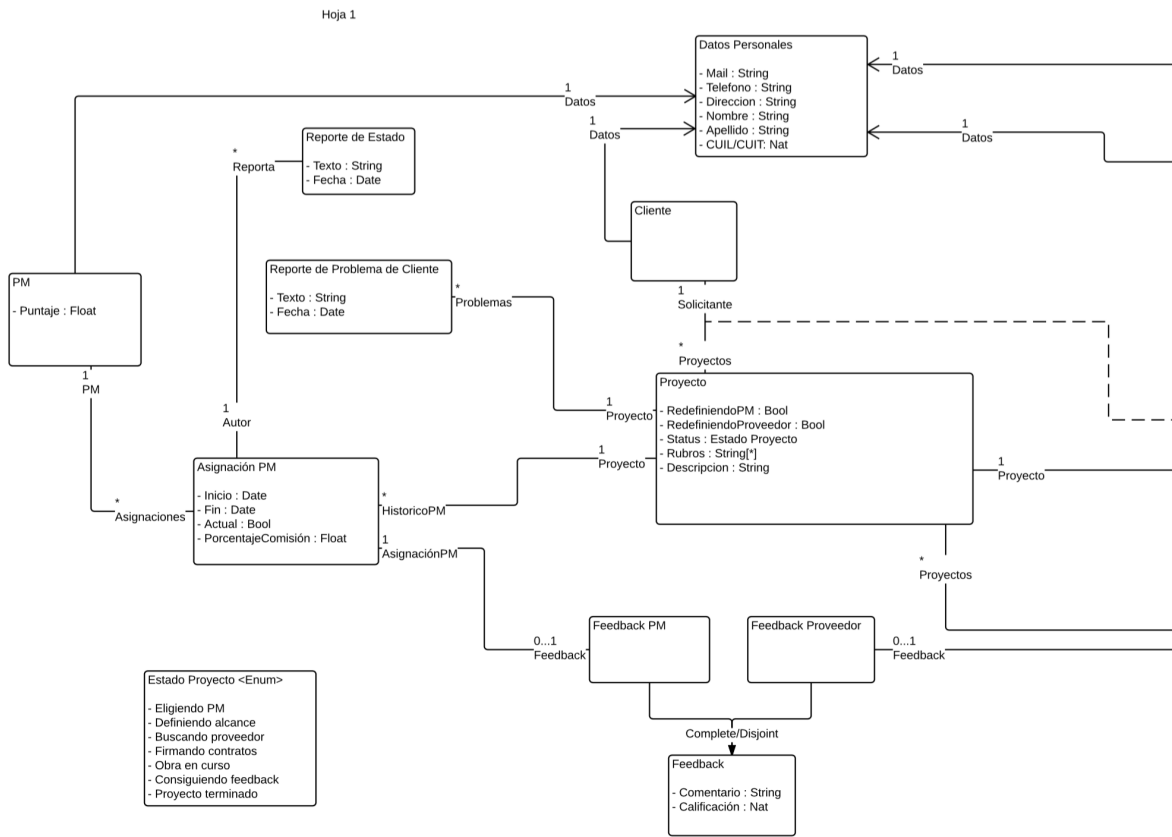 Hoja 1
Datos Personales
- Mail : String
- Telefono : String
- Direccion : String
- Nombre : String
- Apellido : String
- CUIL/CUIT: Nat
1
Datos
1
Datos
1
Datos
1
Datos
Reporte de Estado
- Texto : String
- Fecha : Date
*
Reporta
Cliente
Reporte de Problema de Cliente
- Texto : String
- Fecha : Date
*
Problemas
PM
- Puntaje : Float
1
Solicitante
*
Proyectos
1
PM
Proyecto
- RedefiniendoPM : Bool
- RedefiniendoProveedor : Bool
- Status : Estado Proyecto
- Rubros : String[*]
- Descripcion : String
1
Proyecto
1
Autor
1
Proyecto
1
Proyecto
Asignación PM
- Inicio : Date
- Fin : Date
- Actual : Bool
- PorcentajeComisión : Float
*
Asignaciones
*
HistoricoPM
1
AsignaciónPM
*
Proyectos
Feedback PM
Feedback Proveedor
0...1
Feedback
0...1
Feedback
Estado Proyecto <Enum>
- Eligiendo PM
- Definiendo alcance
- Buscando proveedor
- Firmando contratos
- Obra en curso
- Consiguiendo feedback
- Proyecto terminado
Complete/Disjoint
Feedback
- Comentario : String
- Calificación : Nat